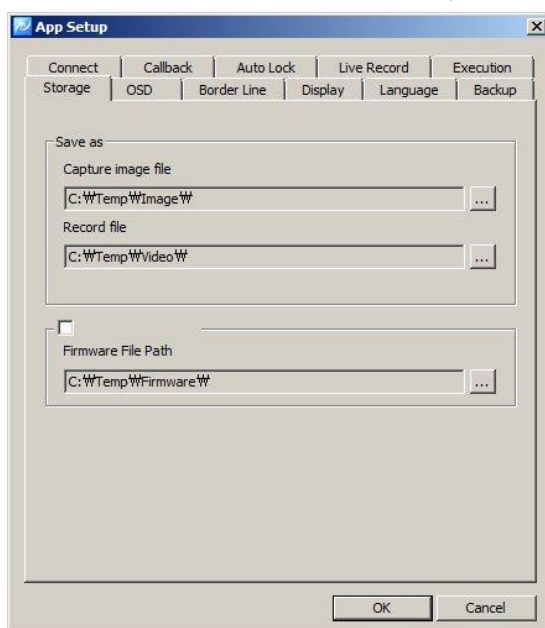 App Setup
Connect Callback Auto Lock Live Record Execution
Storage OSD Border Line Display Language Backup
Save as
Capture image file
C:₩Temp₩Image₩ ...
Record file
C:₩Temp₩Video₩ ...
Firmware File Path
C:₩Temp₩Firmware₩ ...
OK Cancel